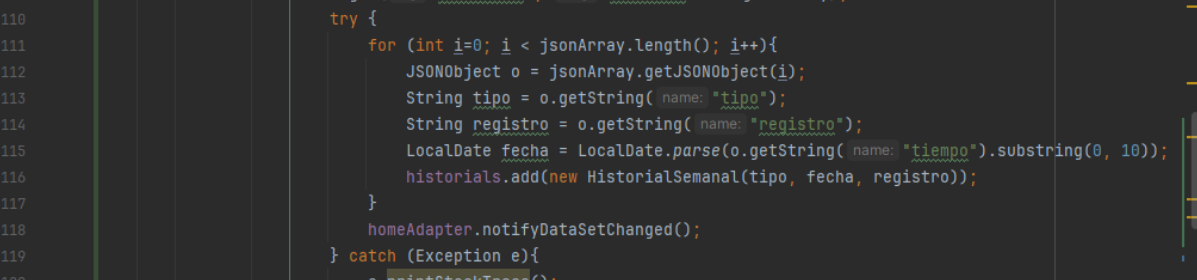 110 try {
111 for (int i=0; i < jsonArray.length(); i++){
112 JSONObject o = jsonArray.getJSONObject(i);
113 String tipo = o.getString( name: "tipo");
114 String registro = o.getString( name: "registro");
115 LocalDate fecha = LocalDate.parse(o.getString( name: "tiempo").substring(0, 10));
116 historials.add(new HistorialSemanal(tipo, fecha, registro));
117 }
118 homeAdapter.notifyDataSetChanged();
119 } catch (Exception e){